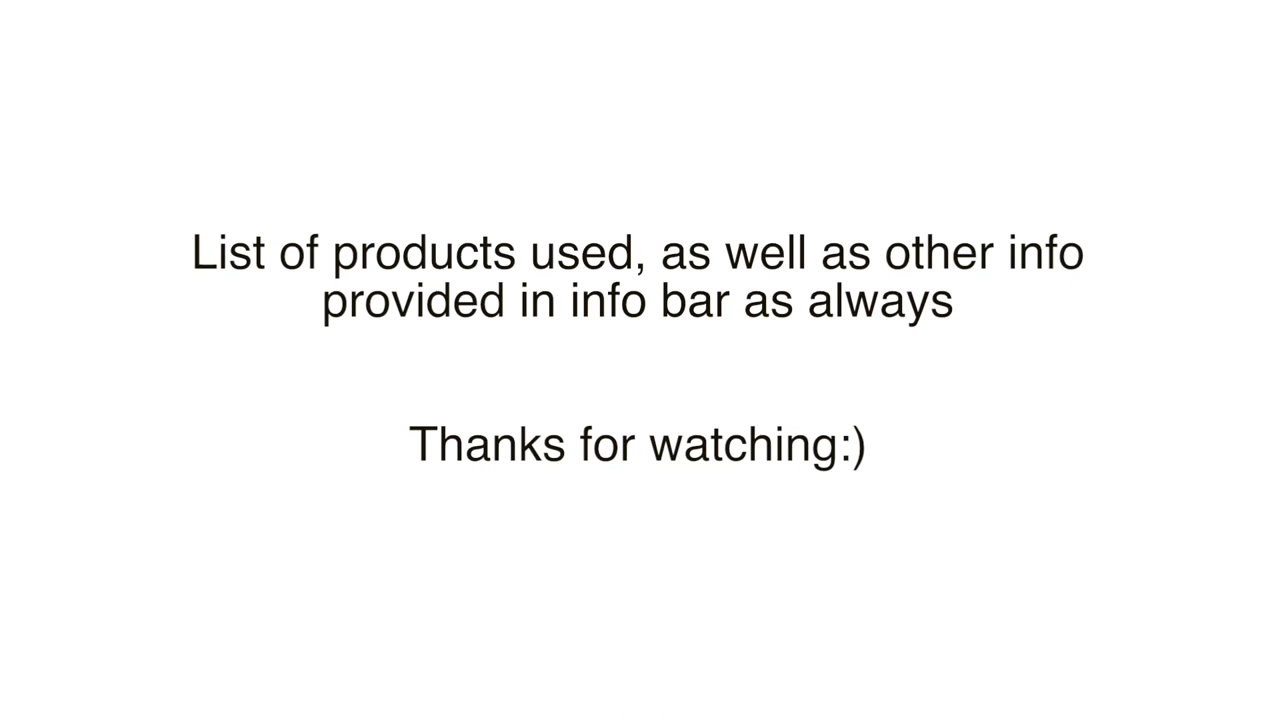 List of products used, as well as other info
provided in info bar as always
Thanks for watching:)